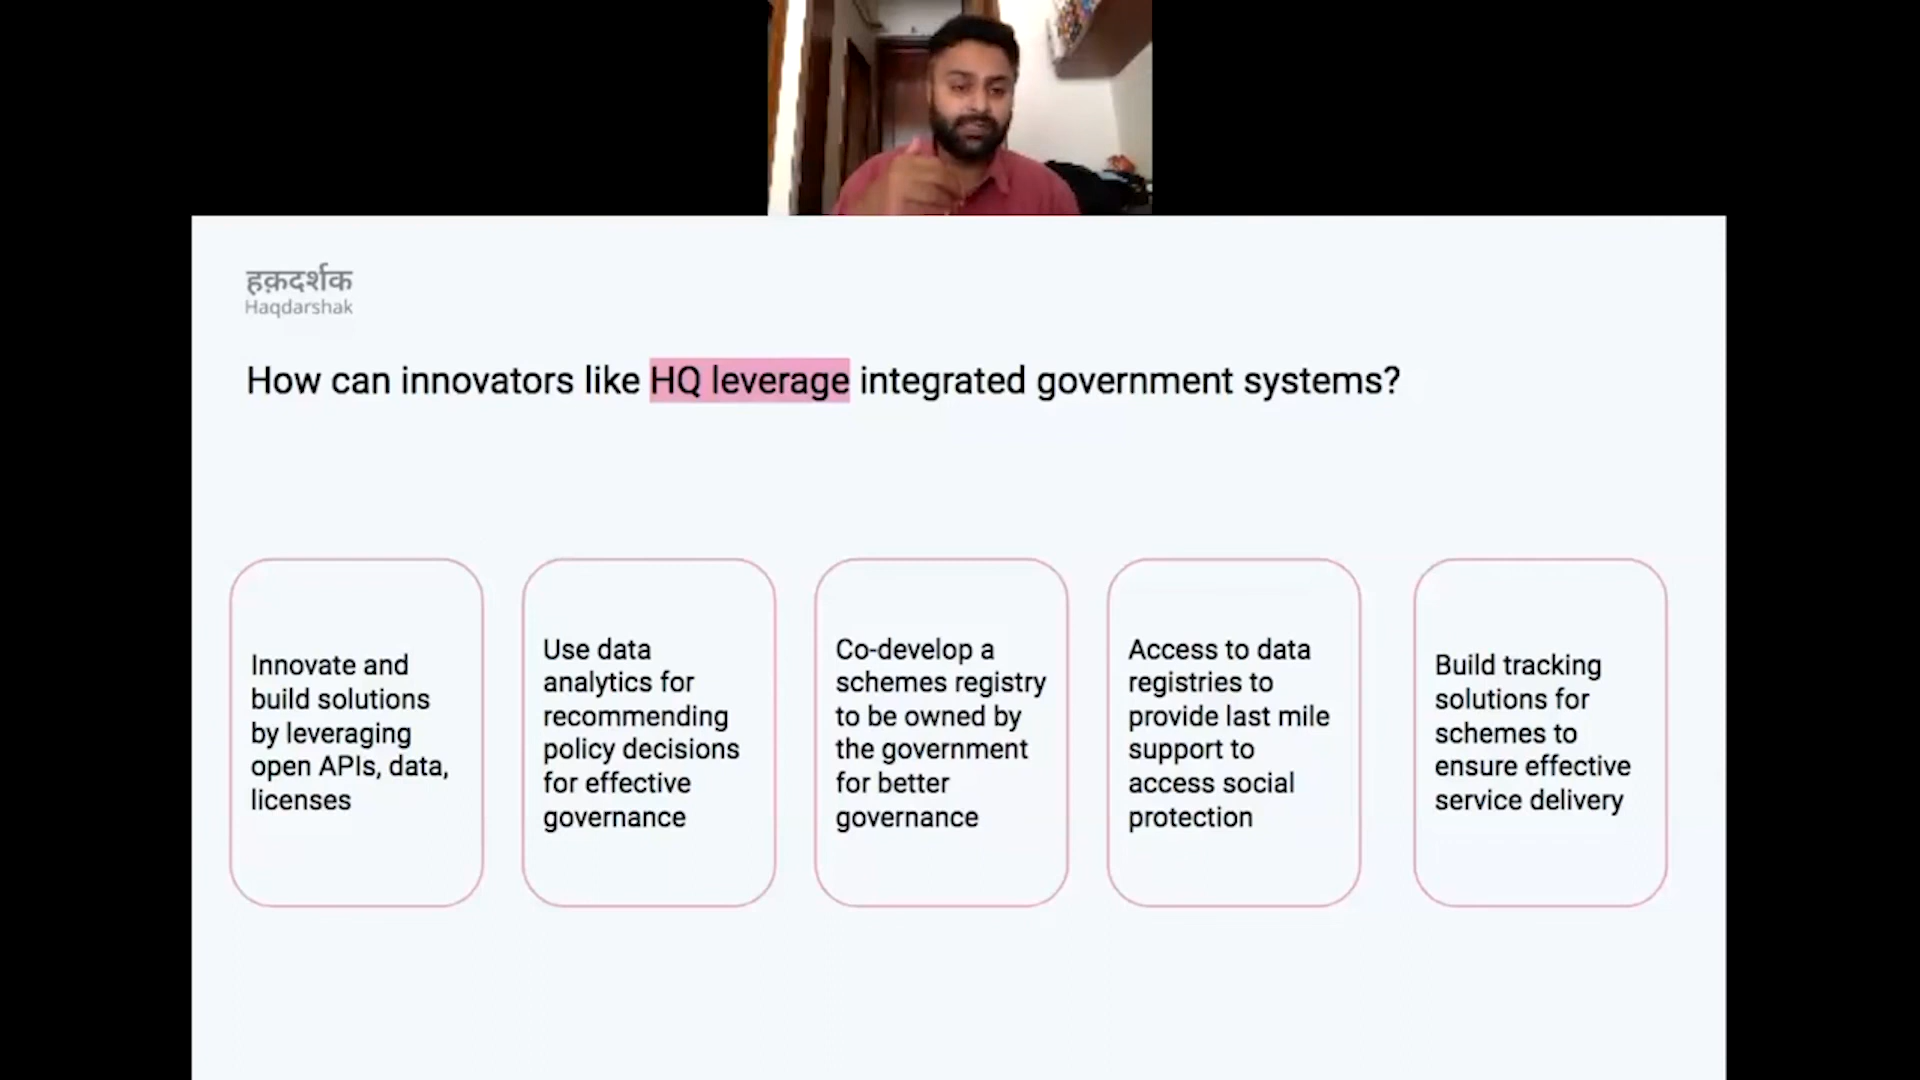 हक़दर्शक
Haqdarshak
How can innovators like HQ leverage integrated government systems?
Innovate and
build solutions
by leveraging
open APIs, data,
licenses
Use data
analytics for
recommending
policy decisions
for effective
governance
Co-develop a
schemes registry
to be owned by
the government
for better
governance
Access to data
registries to
provide last mile
support to
access social
protection
Build tracking
solutions for
schemes to
ensure effective
service delivery